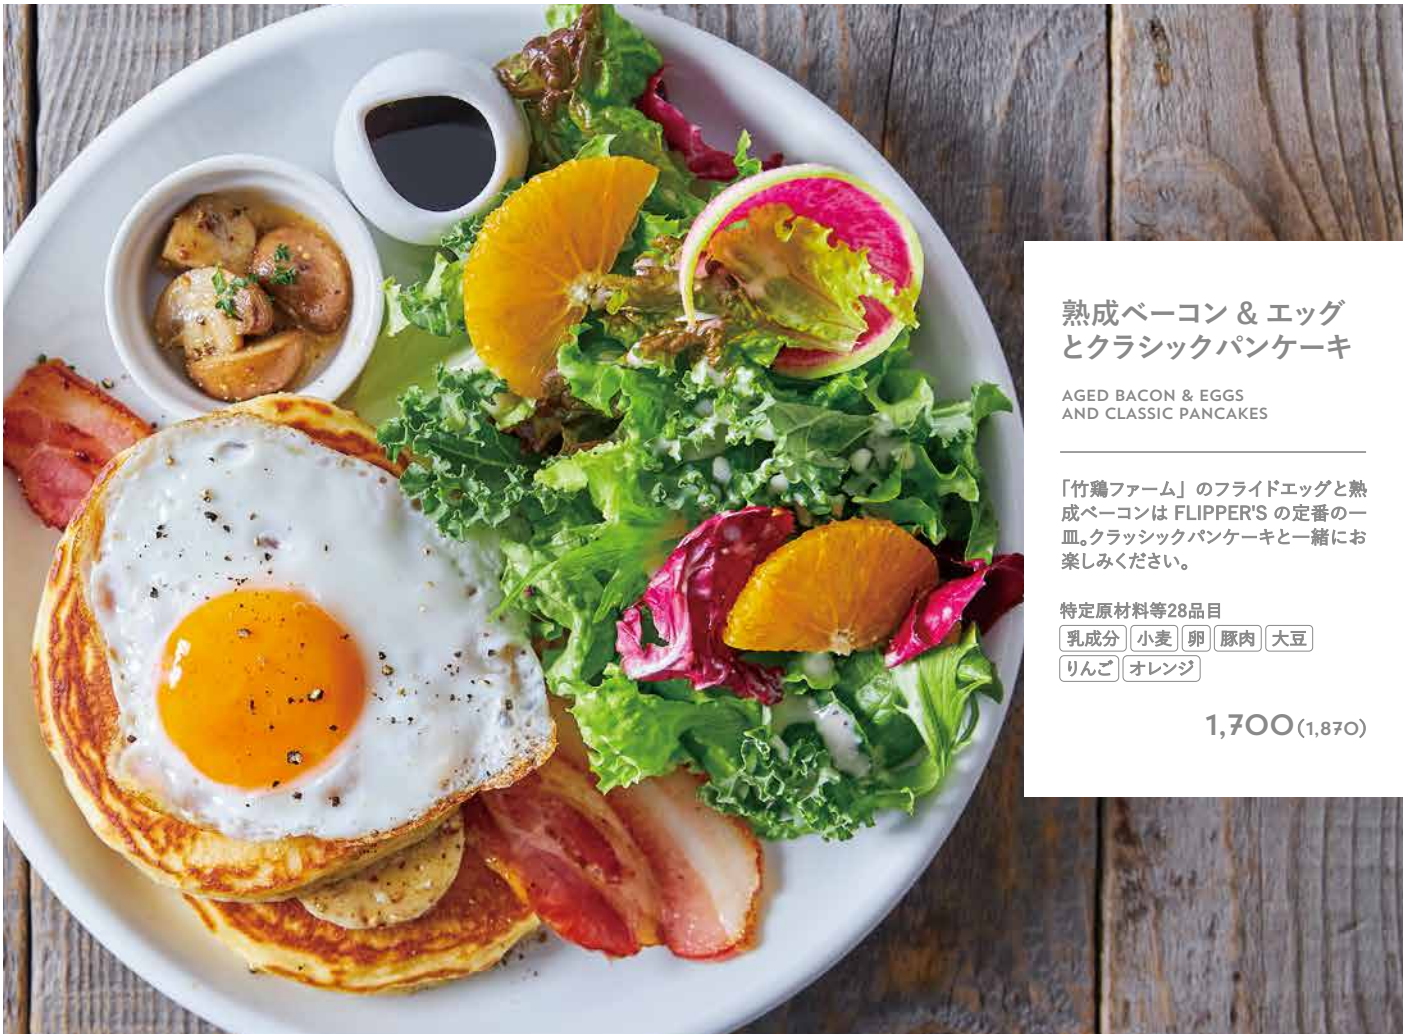 熟成ベーコン & エッグ
とクラシックパンケーキ
AGED BACON & EGGS
AND CLASSIC PANCAKES
「竹鶏ファーム」のフライドエッグと熟
成ベーコンは FLIPPER'S の定番の一
皿。クラッシックパンケーキと一緒にお
楽しみください。
特定原材料等28品目
乳成分 小麦 卵 豚肉 大豆
りんご オレンジ
1,700(1,870)